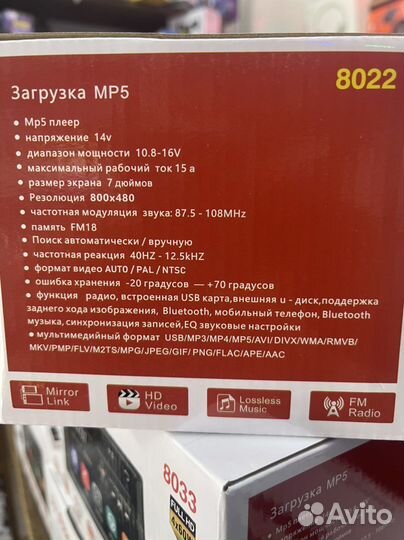 8022
Загрузка MP5
• Mp5 плеер
• напряжение 14v
• диапазон мощности 10.8-16V
• максимальный рабочий ток 15 а
• размер экрана 7 дюймов
• Резолюция 800x480
• частотная модуляция звука: 87.5 - 108MHz
• память FM18
• Поиск автоматически / вручную
• частотная реакция 40HZ - 12.5kHZ
• формат видео AUTO / PAL / NTSC
• ошибка хранения -20 градусов — +70 градусов
• функция радио, встроенная USB карта,внешняя u - диск,поддержка
заднего хода изображения, Bluetooth, мобильный телефон, Bluetooth
музыка,синхронизация записей,EQ звуковые настройки
• мультимедийный формат USB/MP3/MP4/MP5/AVI/DIVX/WMA/RMVB/
MKV/PMP/FLV/M2TS/MPG/JPEG/GIF/PNG/FLAC/APE/AAC
Mirror
Link
HD
Video
Lossless
Music
FM
Radio
8033
FULL HD
Загрузка MP5
• Mp5 плеер
• напряжение
Avito